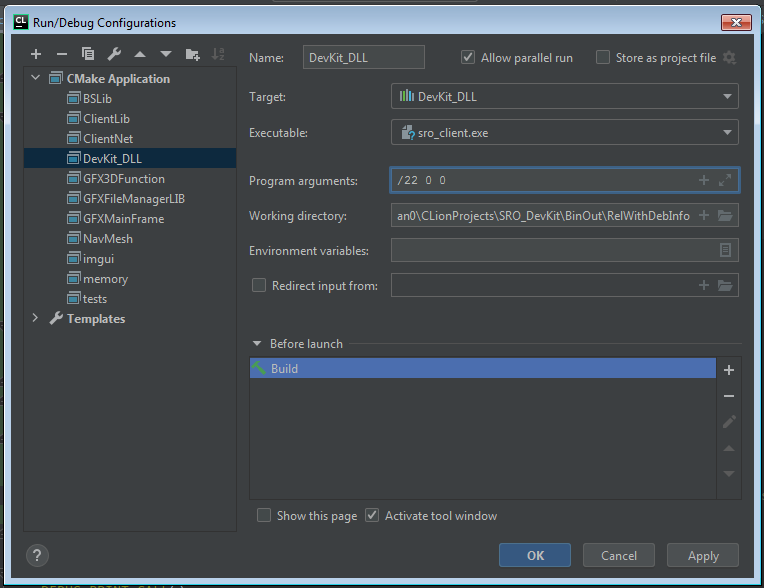 CL Run/Debug Configurations
Name: DevKit_DLL Allow parallel run Store as project file
CMake Application
BSLib
ClientLib
ClientNet
DevKit_DLL
GFX3DFunction
GFXFileManagerLIB
GFXMainFrame
NavMesh
imgui
memory
tests
Templates
Target: DevKit_DLL
Executable: sro_client.exe
Program arguments: /22 0 0
Working directory: an0\CLionProjects\SRO_DevKit\BinOut\RelWithDebInfo
Environment variables:
Redirect input from:
Before launch
Build
Show this page Activate tool window
? OK Cancel Apply